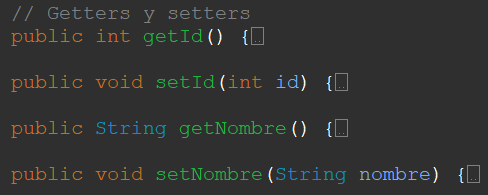 // Getters y setters
public int getId() {..
public void setId(int id) {..
public String getNombre() {..
public void setNombre(String nombre) {..